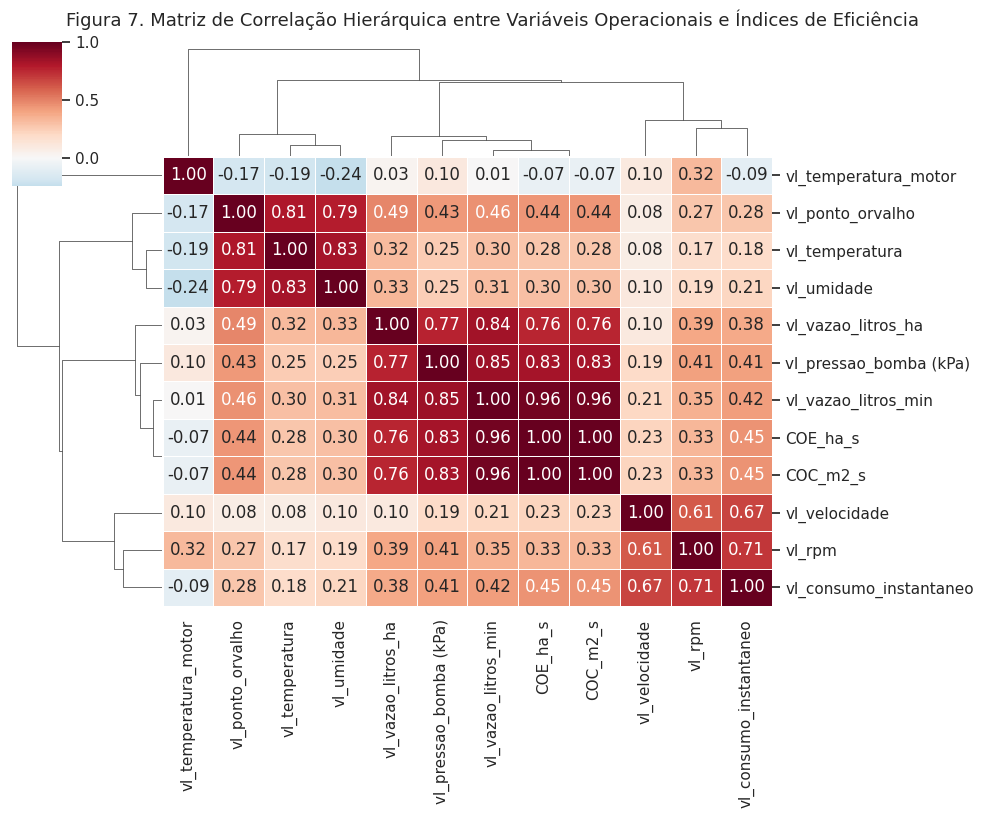 Figura 7. Matriz de Correlação Hierárquica entre Variáveis Operacionais e Índices de Eficiência
1.0
0.5
0.0
1.00 -0.17 -0.19 -0.24 0.03 0.10 0.01 -0.07 -0.07 0.10 0.32 -0.09 vl_temperatura_motor
-0.17 1.00 0.81 0.79 0.49 0.43 0.46 0.44 0.44 0.08 0.27 0.28 vl_ponto_orvalho
-0.19 0.81 1.00 0.83 0.32 0.25 0.30 0.28 0.28 0.08 0.17 0.18 vl_temperatura
-0.24 0.79 0.83 1.00 0.33 0.25 0.31 0.30 0.30 0.10 0.19 0.21 vl_umidade
0.03 0.49 0.32 0.33 1.00 0.77 0.84 0.76 0.76 0.10 0.39 0.38 vl_vazao_litros_ha
0.10 0.43 0.25 0.25 0.77 1.00 0.85 0.83 0.83 0.19 0.41 0.41 vl_pressao_bomba (kPa)
0.01 0.46 0.30 0.31 0.84 0.85 1.00 0.96 0.96 0.21 0.35 0.42 vl_vazao_litros_min
-0.07 0.44 0.28 0.30 0.76 0.83 0.96 1.00 1.00 0.23 0.33 0.45 COE_ha_s
-0.07 0.44 0.28 0.30 0.76 0.83 0.96 1.00 1.00 0.23 0.33 0.45 COC_m2_s
0.10 0.08 0.08 0.10 0.10 0.19 0.21 0.23 0.23 1.00 0.61 0.67 vl_velocidade
0.32 0.27 0.17 0.19 0.39 0.41 0.35 0.33 0.33 0.61 1.00 0.71 vl_rpm
-0.09 0.28 0.18 0.21 0.38 0.41 0.42 0.45 0.45 0.67 0.71 1.00 vl_consumo_instantaneo
vl_temperatura_motor
vl_ponto_orvalho
vl_temperatura
vl_umidade
vl_vazao_litros_ha
vl_pressao_bomba (kPa)
vl_vazao_litros_min
COE_ha_s
COC_m2_s
vl_velocidade
vl_rpm
vl_consumo_instantaneo